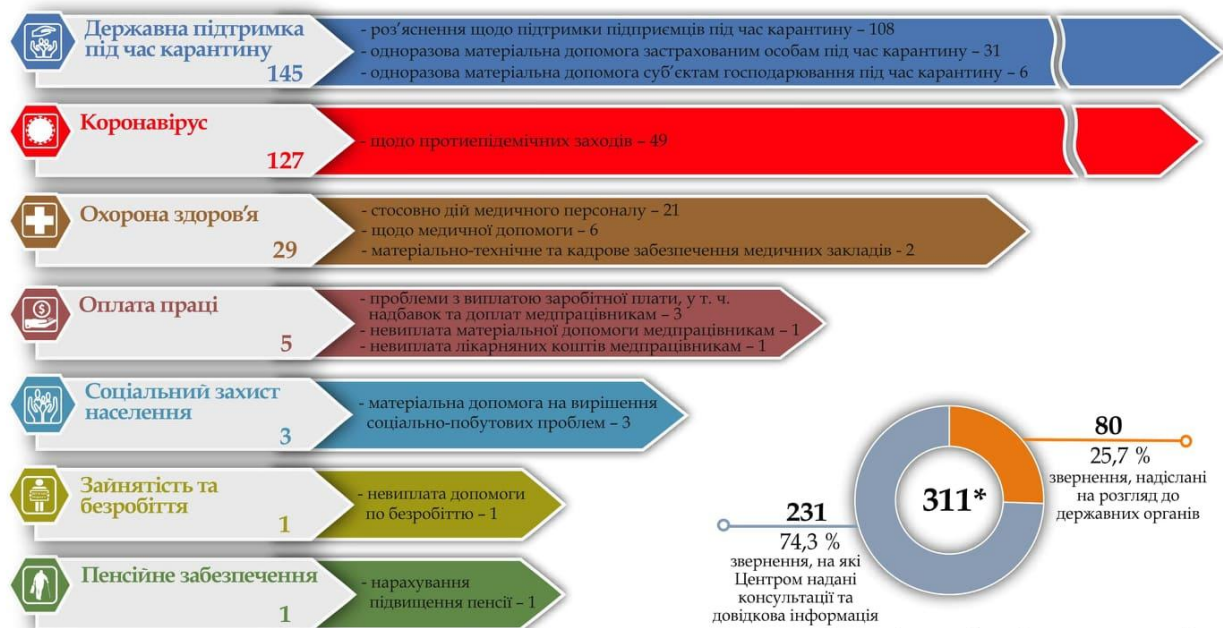 Державна підтримка
під час карантину
145
- роз’яснення щодо підтримки підприємців під час карантину – 108
- одноразова матеріальна допомога застрахованим особам під час карантину – 31
- одноразова матеріальна допомога суб’єктам господарювання під час карантину – 6
Коронавірус
127
- щодо протиепідемічних заходів – 49
Охорона здоров'я
29
- стосовно дій медичного персоналу – 21
- щодо медичної допомоги – 6
- матеріально-технічне та кадрове забезпечення медичних закладів - 2
Оплата праці
5
- проблеми з виплатою заробітної плати, у т. ч.
надбавок та доплат медпрацівникам – 3
- невиплата матеріальної допомоги медпрацівникам – 1
- невиплата лікарняних коштів медпрацівникам – 1
Соціальний захист
населення
3
- матеріальна допомога на вирішення
соціально-побутових проблем – 3
Зайнятість та
безробіття
1
- невиплата допомоги
по безробіттю – 1
Пенсійне забезпечення
1
- нарахування
підвищення пенсії – 1
311*
80
25,7 %
звернення, надіслані
на розгляд до
державних органів
231
74,3 %
звернення, на які
Центром надані
консультації та
довідкова інформація